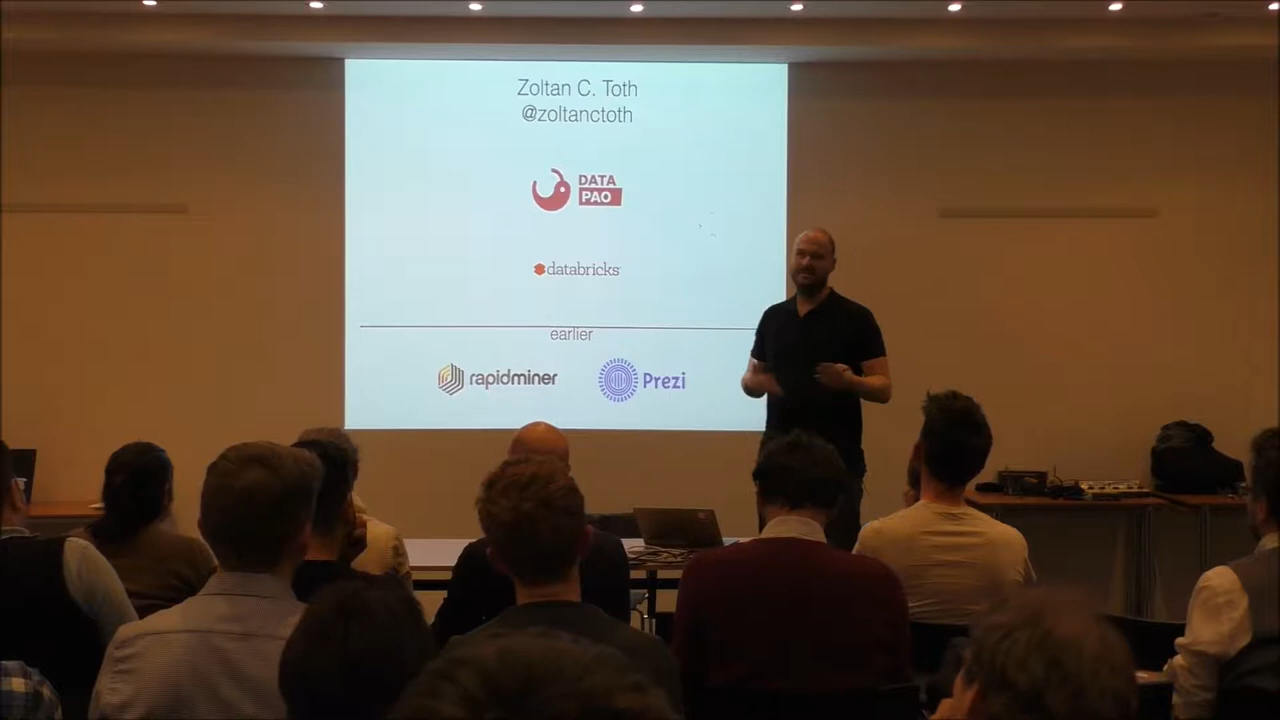 Zoltan C. Toth
@zoltanctoth
DATA
PAO
databricks
earlier
rapidminer
Prezi